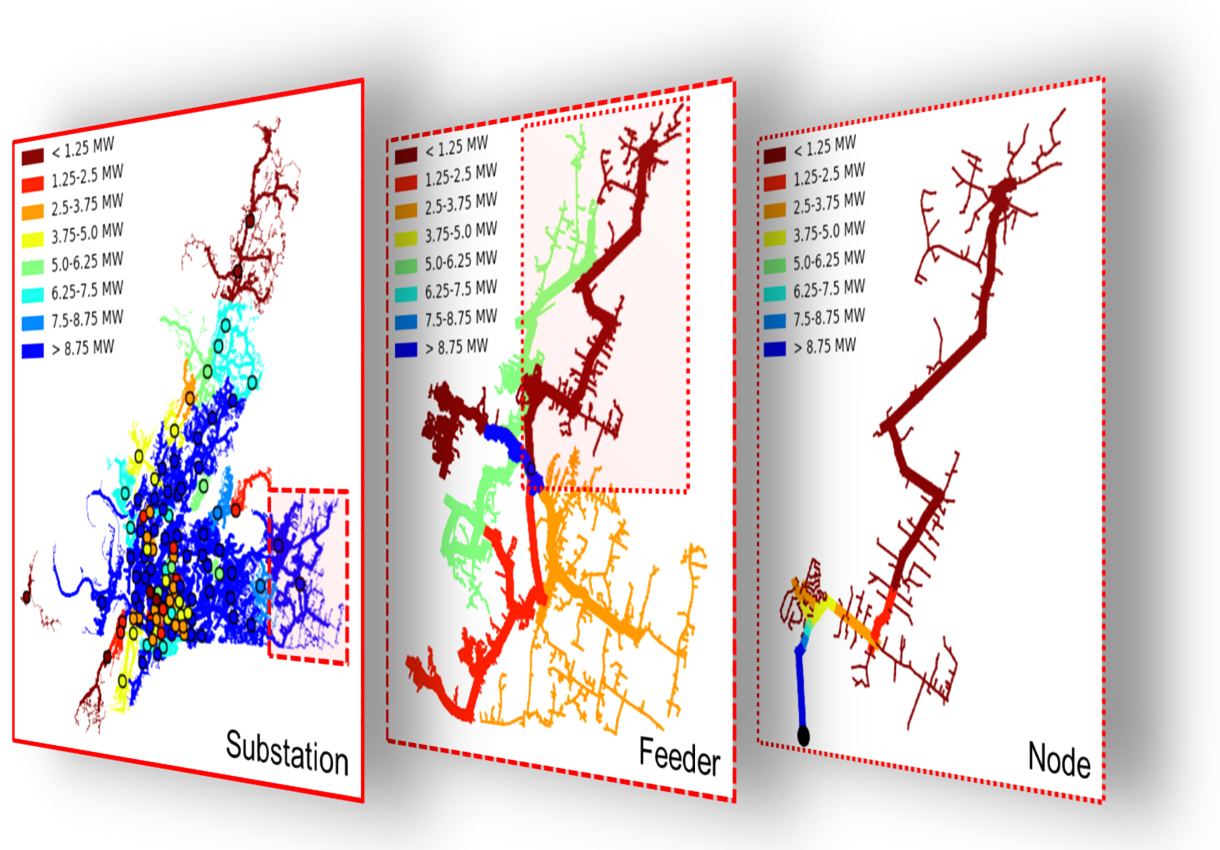 < 1.25 MW
1.25-2.5 MW
2.5-3.75 MW
3.75-5.0 MW
5.0-6.25 MW
6.25-7.5 MW
7.5-8.75 MW
> 8.75 MW
Substation
< 1.25 MW
1.25-2.5 MW
2.5-3.75 MW
3.75-5.0 MW
5.0-6.25 MW
6.25-7.5 MW
7.5-8.75 MW
> 8.75 MW
Feeder
< 1.25 MW
1.25-2.5 MW
2.5-3.75 MW
3.75-5.0 MW
5.0-6.25 MW
6.25-7.5 MW
7.5-8.75 MW
> 8.75 MW
Node